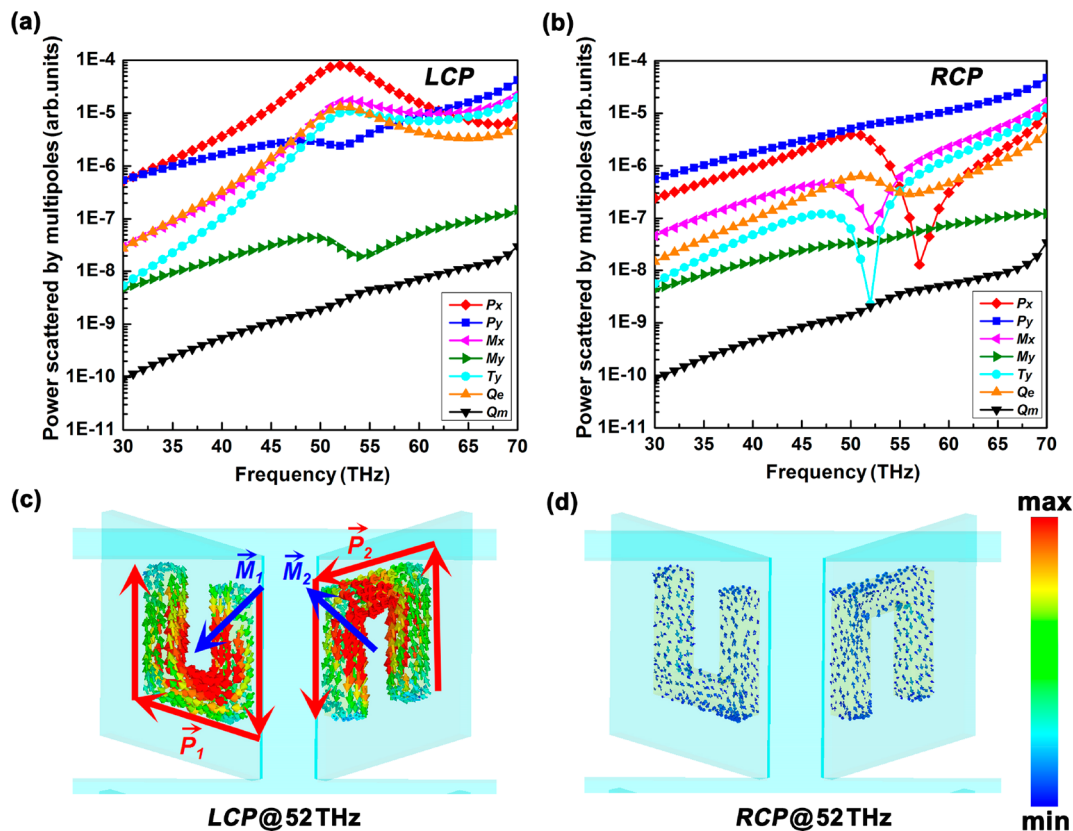 (a)
Power scattered by multipoles (arb.units)
1E-4
1E-5
1E-6
1E-7
1E-8
1E-9
1E-10
1E-11
LCP
Px
Py
Mx
My
Ty
Qe
Qm
30 35 40 45 50 55 60 65 70
Frequency (THz)
(b)
Power scattered by multipoles (arb.units)
1E-4
1E-5
1E-6
1E-7
1E-8
1E-9
1E-10
1E-11
RCP
Px
Py
Mx
My
Ty
Qe
Qm
30 35 40 45 50 55 60 65 70
Frequency (THz)
(c)
M1 M2 P2
P1
LCP@52THz
(d)
RCP@52THz
max
min